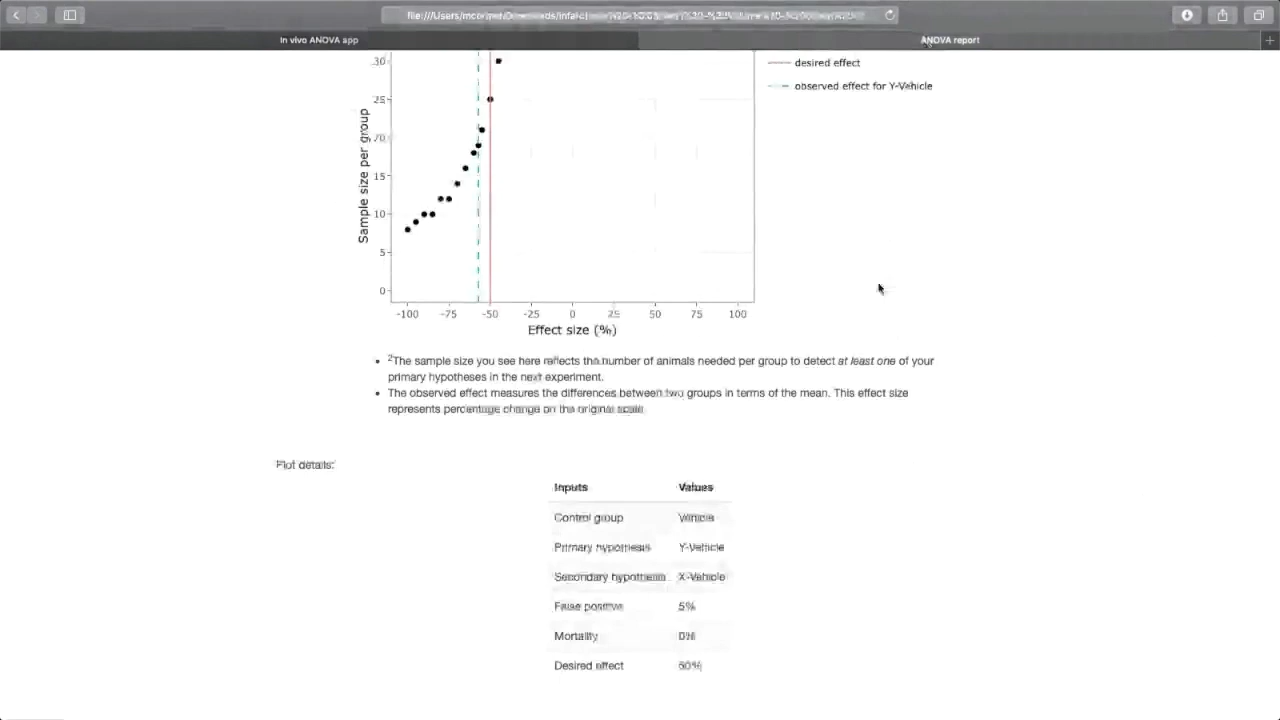 In vivo ANOVA app
ANOVA report
30
25
20
15
10
5
0
Sample size per group
-100 -75 -50 -25 0 25 50 75 100
Effect size (%)
desired effect
observed effect for Y-Vehicle
2The sample size you see here reflects the number of animals needed per group to detect at least one of your
primary hypotheses in the next experiment.
The observed effect measures the differences between two groups in terms of the mean. This effect size
represents percentage change on the original scale
Plot details:
Inputs Values
Control group Vehicle
Primary hypothesis Y-Vehicle
Secondary hypothesis X-Vehicle
False positive 5%
Mortality 0%
Desired effect 50%